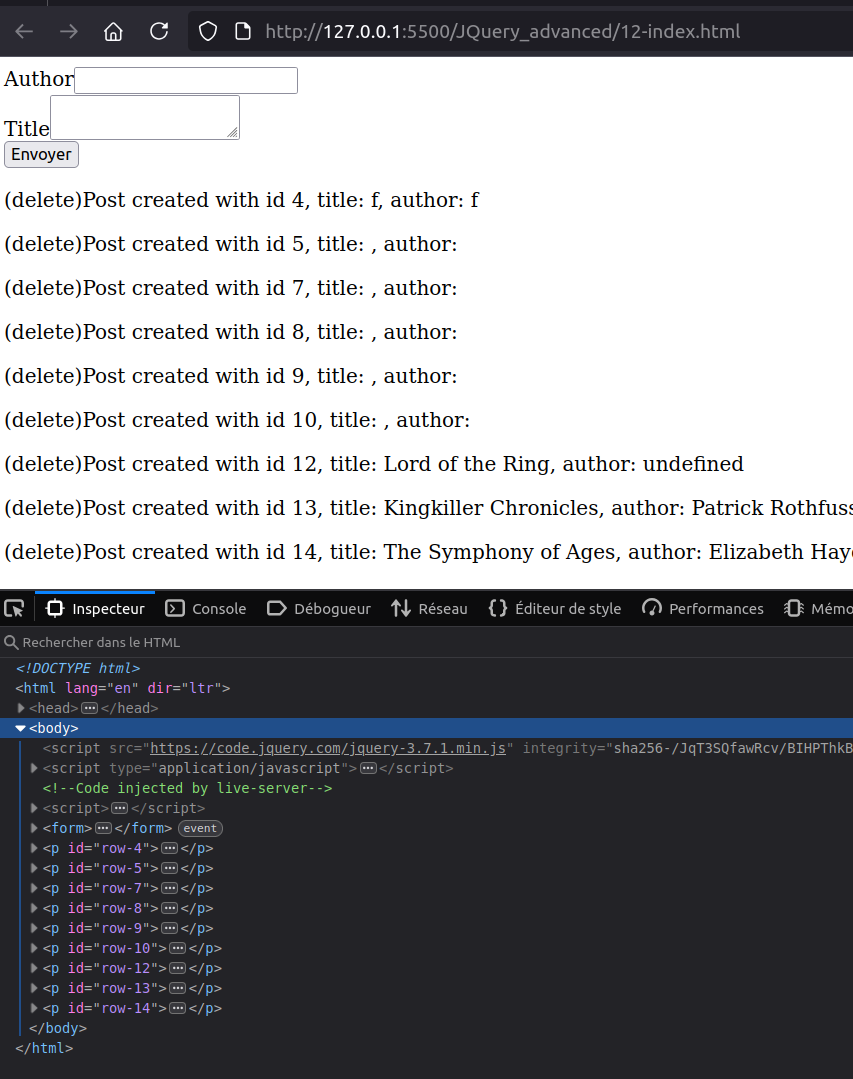 http://127.0.0.1:5500/JQuery_advanced/12-index.html
Author
Title
Envoyer
(delete)Post created with id 4, title: f, author: f
(delete)Post created with id 5, title: , author:
(delete)Post created with id 7, title: , author:
(delete)Post created with id 8, title: , author:
(delete)Post created with id 9, title: , author:
(delete)Post created with id 10, title: , author:
(delete)Post created with id 12, title: Lord of the Ring, author: undefined
(delete)Post created with id 13, title: Kingkiller Chronicles, author: Patrick Rothfuss
(delete)Post created with id 14, title: The Symphony of Ages, author: Elizabeth Hay
Inspecteur Console Débogueur Réseau Éditeur de style Performances Mémo
Rechercher dans le HTML
<!DOCTYPE html>
<html lang="en" dir="ltr">
<head>⋯</head>
<body>
<script src="https://code.jquery.com/jquery-3.7.1.min.js" integrity="sha256-/JqT3SQfawRcv/BIHPThkB
<script type="application/javascript">⋯</script>
<!--Code injected by live-server-->
<script>⋯</script>
<form>⋯</form> event
<p id="row-4">⋯</p>
<p id="row-5">⋯</p>
<p id="row-7">⋯</p>
<p id="row-8">⋯</p>
<p id="row-9">⋯</p>
<p id="row-10">⋯</p>
<p id="row-12">⋯</p>
<p id="row-13">⋯</p>
<p id="row-14">⋯</p>
</body>
</html>